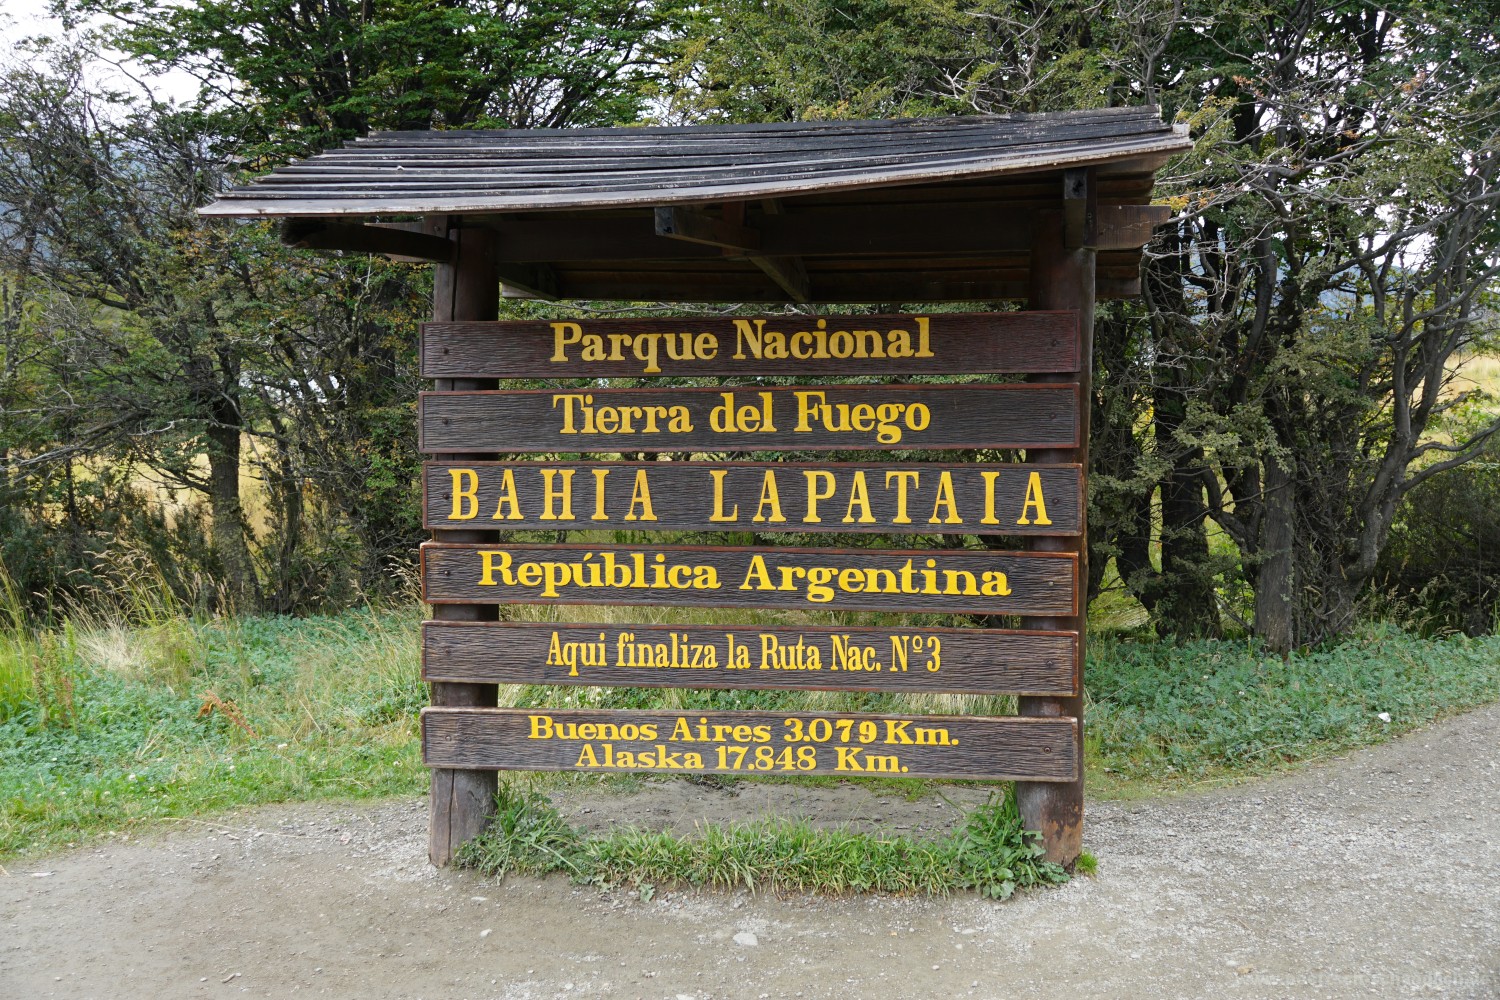 Parque Nacional
Tierra del Fuego
BAHIA LAPATAIA
República Argentina
Aqui finaliza la Ruta Nac. Nº3
Buenos Aires 3.079 Km.
Alaska 17.848 Km.